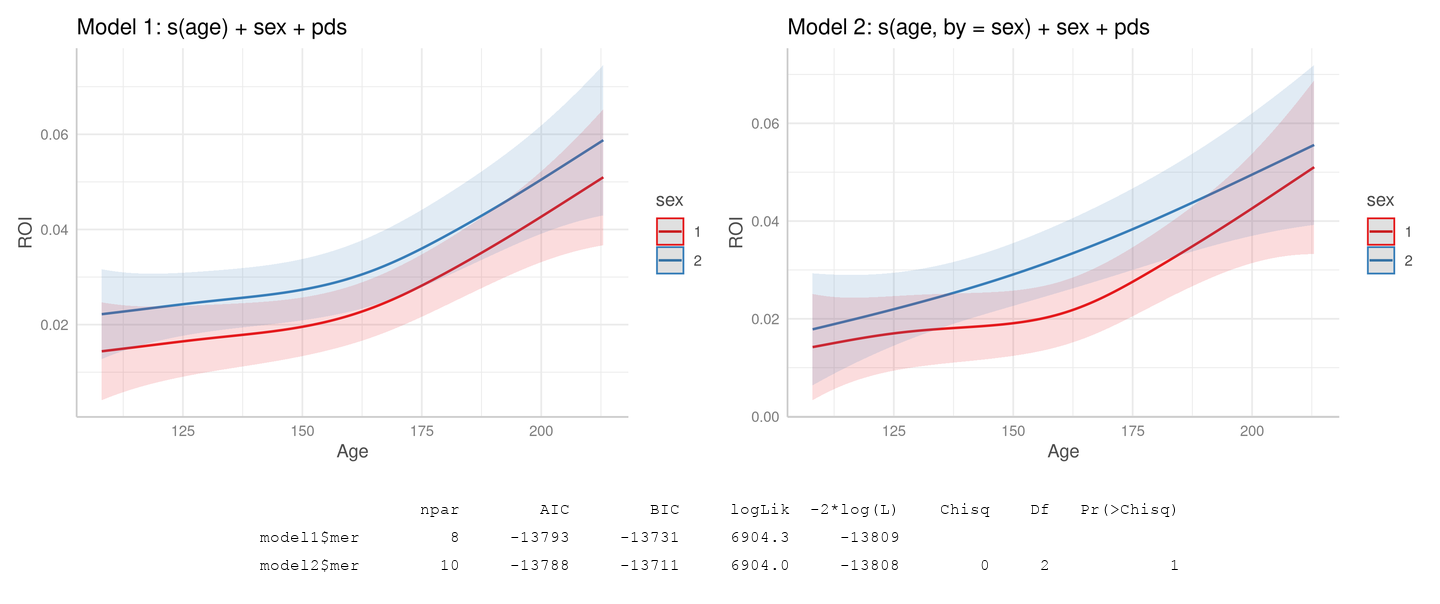 Model 1: s(age) + sex + pds
0.06
0.04
0.02
ROI
125 150 175 200
Age
sex
1
2
Model 2: s(age, by = sex) + sex + pds
0.06
0.04
0.02
0.00
ROI
125 150 175 200
Age
sex
1
2
npar AIC BIC logLik -2*log(L) Chisq Df Pr(>Chisq)
model1$mer 8 -13793 -13731 6904.3 -13809
model2$mer 10 -13788 -13711 6904.0 -13808 0 2 1